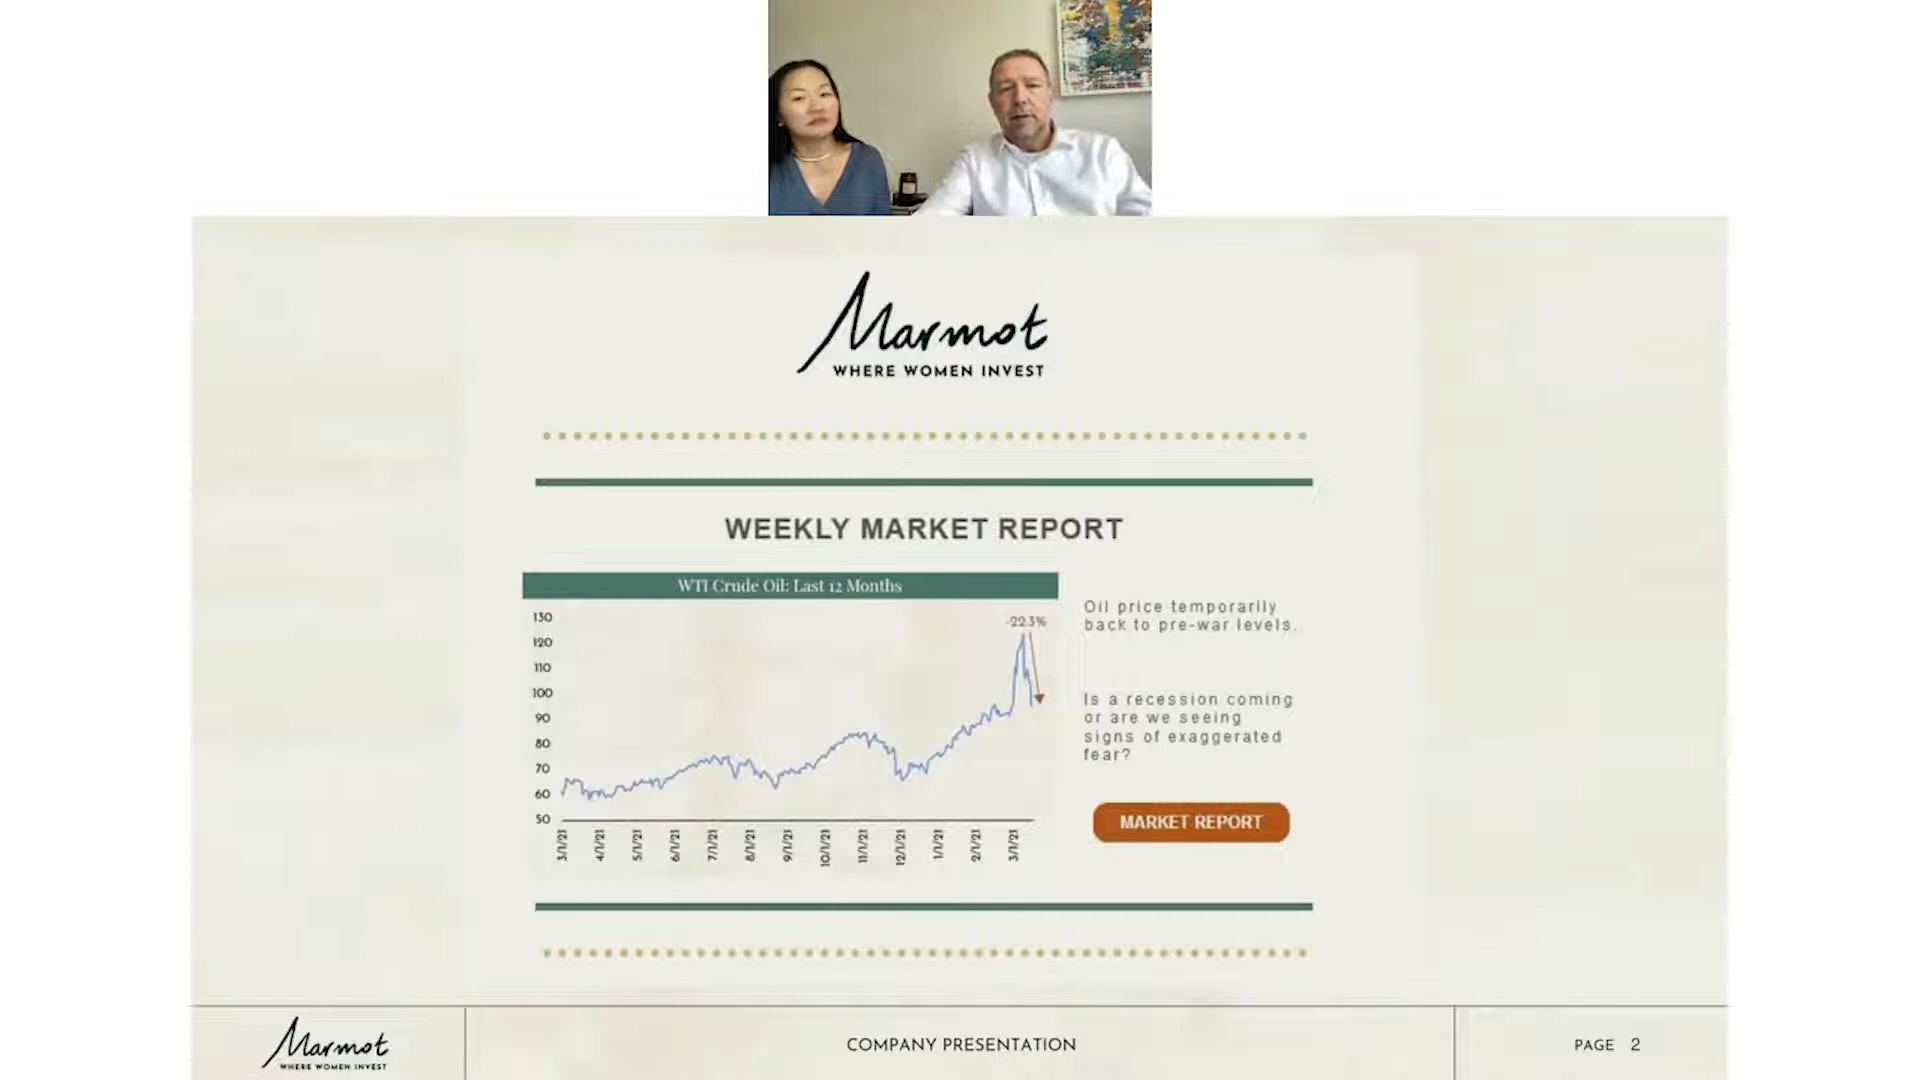 Marmot
WHERE WOMEN INVEST
WEEKLY MARKET REPORT
WTI Crude Oil: Last 12 Months
130
120
110
100
90
80
70
60
50
-22.3%
3/1/21
4/1/21
5/1/21
6/1/21
7/1/21
8/1/21
9/1/21
10/1/21
11/1/21
12/1/21
1/1/21
2/1/21
3/1/21
Oil price temporarily
back to pre-war levels.
Is a recession coming
or are we seeing
signs of exaggerated
fear?
MARKET REPORT
Marmot
WHERE WOMEN INVEST
COMPANY PRESENTATION
PAGE 2